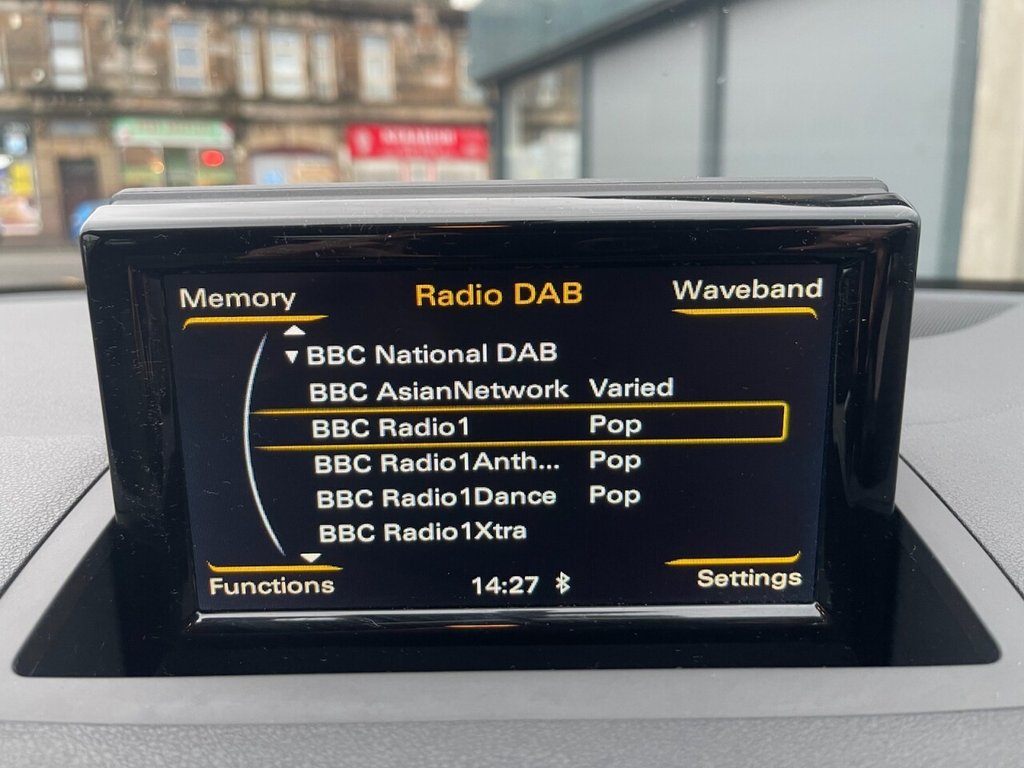 Memory Radio DAB Waveband
BBC National DAB
BBC AsianNetwork Varied
BBC Radio1 Pop
BBC Radio1Anth... Pop
BBC Radio1Dance Pop
BBC Radio1Xtra
Functions 14:27 Settings